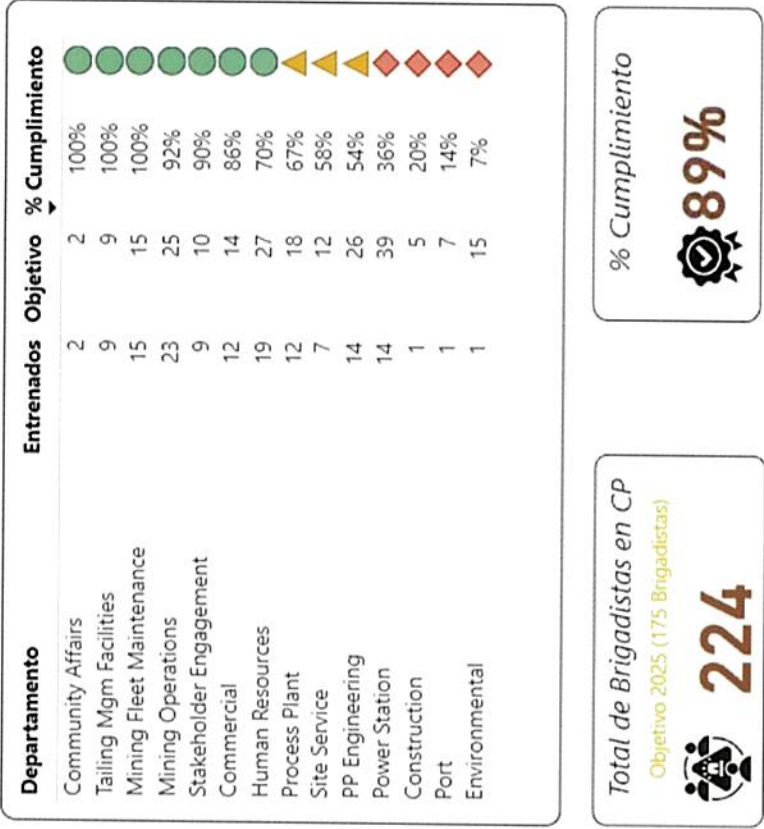 Departamento Entrenados Objetivo % Cumplimiento
Community Affairs 2 2 100%
Tailing Mgm Facilities 9 9 100%
Mining Fleet Maintenance 15 15 100%
Mining Operations 23 25 92%
Stakeholder Engagement 9 10 90%
Commercial 12 14 86%
Human Resources 19 27 70%
Process Plant 12 18 67%
Site Service 7 12 58%
PP Engineering 14 26 54%
Power Station 14 39 36%
Construction 1 5 20%
Port 1 7 14%
Environmental 1 15 7%
Total de Brigadistas en CP
Objetivo 2025 (175 Brigadistas)
224
% Cumplimiento
89%